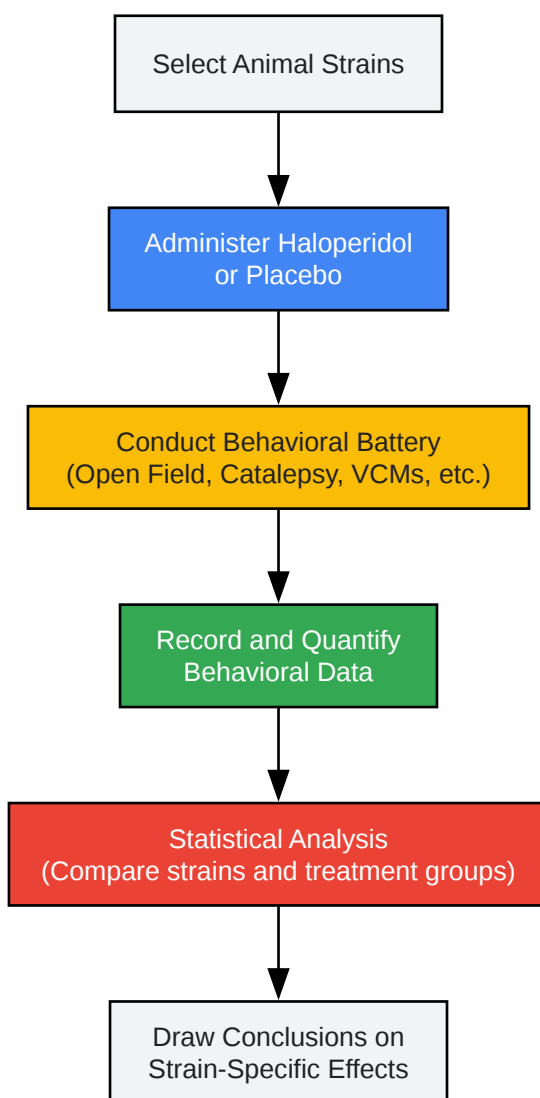 Select Animal Strains
Administer Haloperidol
or Placebo
Conduct Behavioral Battery
(Open Field, Catalepsy, VCMs, etc.)
Record and Quantify
Behavioral Data
Statistical Analysis
(Compare strains and treatment groups)
Draw Conclusions on
Strain-Specific Effects